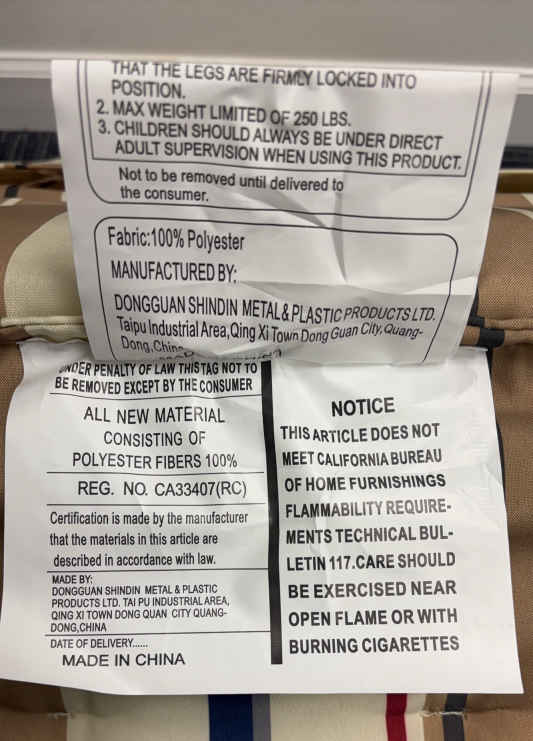 THAT THE LEGS ARE FIRMLY LOCKED INTO
POSITION.
2. MAX WEIGHT LIMITED OF 250 LBS.
3. CHILDREN SHOULD ALWAYS BE UNDER DIRECT
ADULT SUPERVISION WHEN USING THIS PRODUCT.
Not to be removed until delivered to
the consumer.
Fabric:100% Polyester
MANUFACTURED BY:
DONGGUAN SHINDIN METAL&PLASTIC PRODUCTS LTD.
Taipu Industrial Area,Qing Xi Town Dong Guan City,Quang-
Dong,China
UNDER PENALTY OF LAW THIS TAG NOT TO
BE REMOVED EXCEPT BY THE CONSUMER
ALL NEW MATERIAL
CONSISTING OF
POLYESTER FIBERS 100%
REG. NO. CA33407(RC)
Certification is made by the manufacturer
that the materials in this article are
described in accordance with law.
MADE BY:
DONGGUAN SHINDIN METAL & PLASTIC
PRODUCTS LTD. TAI PU INDUSTRIAL AREA,
QING XI TOWN DONG QUAN CITY QUANG-
DONG,CHINA
DATE OF DELIVERY......
MADE IN CHINA
NOTICE
THIS ARTICLE DOES NOT
MEET CALIFORNIA BUREAU
OF HOME FURNISHINGS
FLAMMABILITY REQUIRE-
MENTS TECHNICAL BUL-
LETIN 117.CARE SHOULD
BE EXERCISED NEAR
OPEN FLAME OR WITH
BURNING CIGARETTES